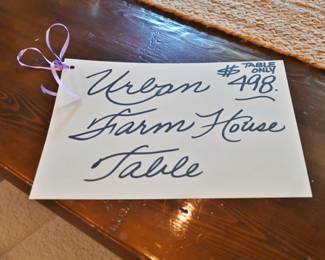 Urban
Farm House
Table
$ TABLE
ONLY
498.